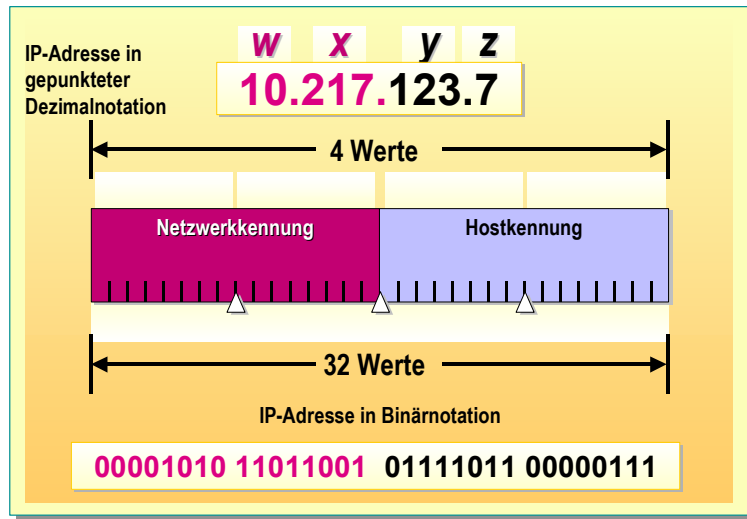 w x y z
IP-Adresse in
gepunkteter
Dezimalnotation
10.217.123.7
4 Werte
Netzwerkkennung
Hostkennung
32 Werte
IP-Adresse in Binärnotation
00001010 11011001 01111011 00000111